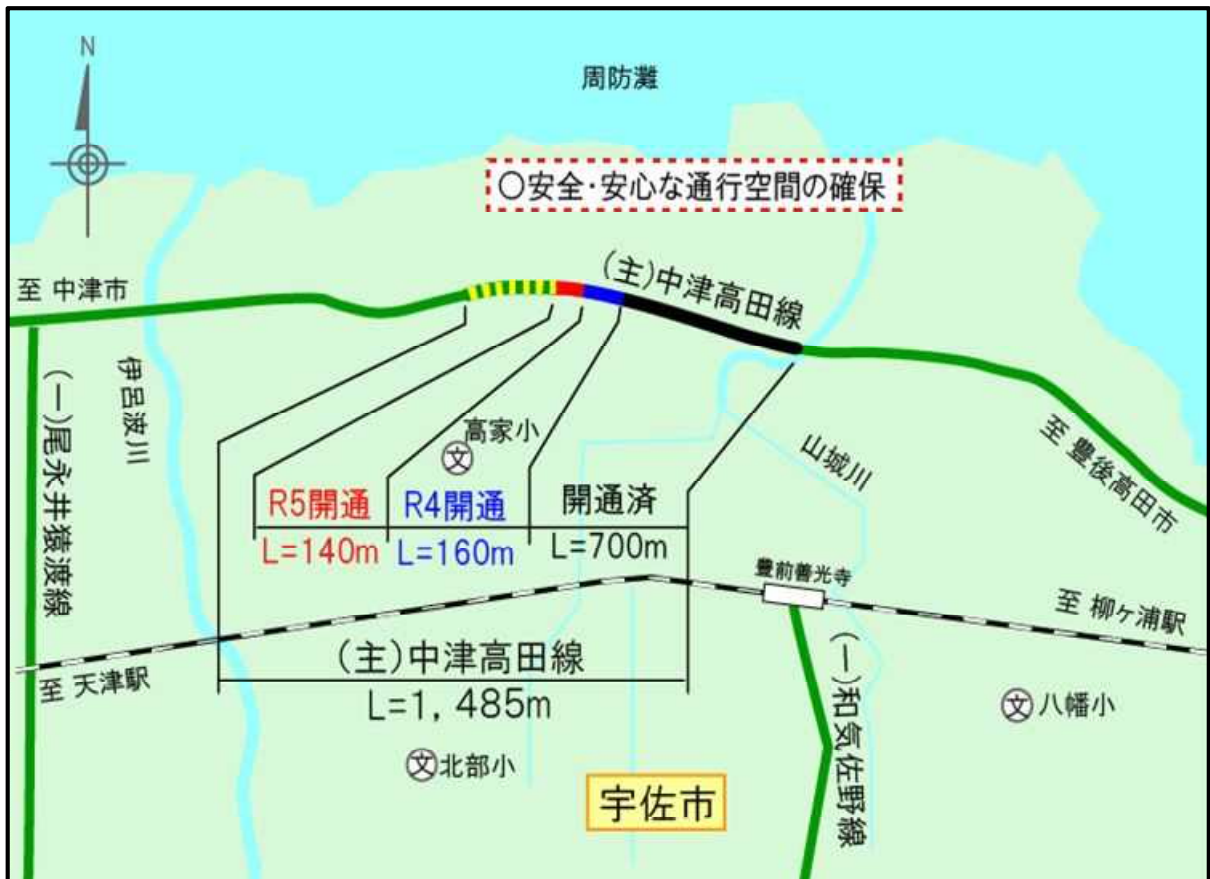 N
周防灘
〇安全・安心な通行空間の確保
(主)中津高田線
至 中津市
伊呂波川
(一)尾永井猿渡線
高家小
文
山城川
至 豊後高田市
R5開通
R4開通
開通済
L=140m
L=160m
L=700m
豊前善光寺
至 柳ヶ浦駅
(主)中津高田線
L=1,485m
至 天津駅
(一)和気佐野線
文八幡小
文北部小
宇佐市